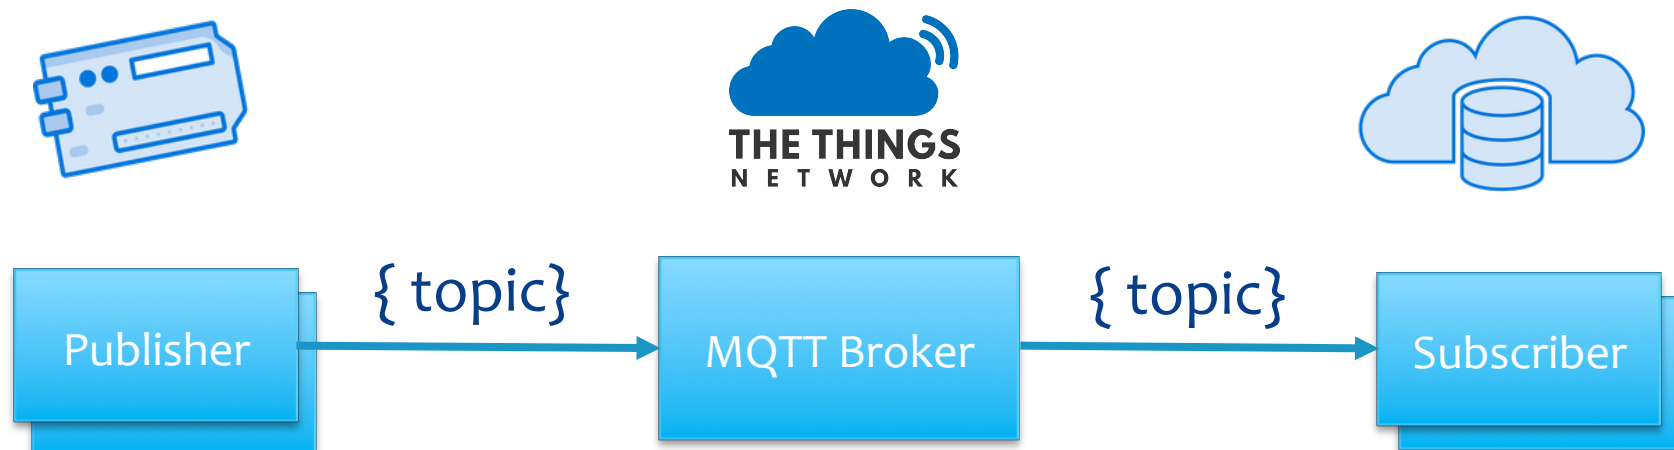 THE THINGS
NETWORK
{ topic}
{ topic}
Publisher
MQTT Broker
Subscriber